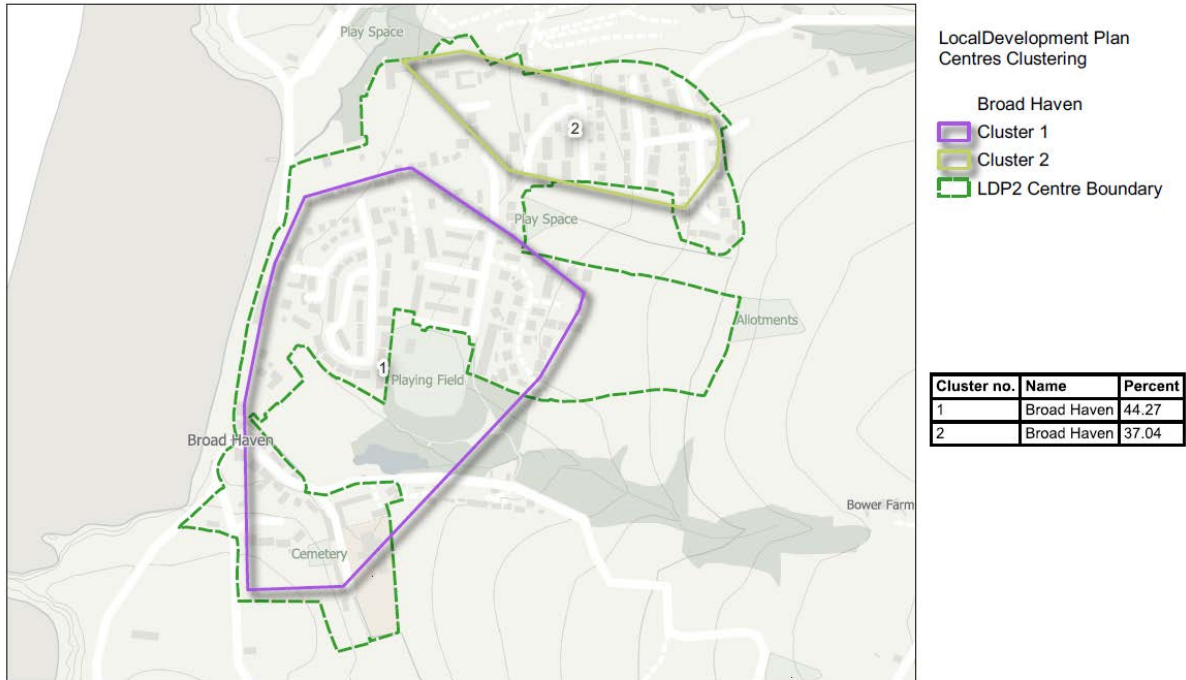 Play Space
2
Play Space
Allotments
1
Playing Field
Broad Haven
Bower Farm
Cemetery
LocalDevelopment Plan
Centres Clustering
Broad Haven
Cluster 1
Cluster 2
LDP2 Centre Boundary
Cluster no. Name Percent
1 Broad Haven 44.27
2 Broad Haven 37.04